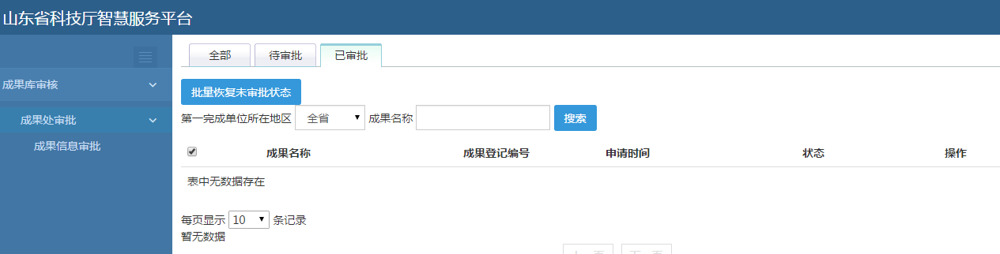 山东省科技厅智慧服务平台
全部 待审批 已审批
成果库审核
批量恢复未审批状态
成果处审批
第一完成单位所在地区 全省 成果名称 搜索
成果信息审批
成果名称 成果登记编号 申请时间 状态 操作
表中无数据存在
每页显示 10 条记录
暂无数据